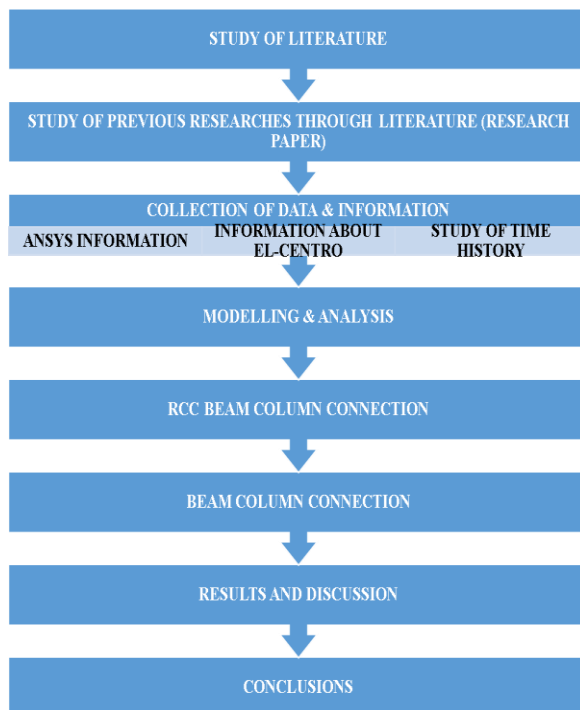 STUDY OF LITERATURE
STUDY OF PREVIOUS RESEARCHES THROUGH LITERATURE (RESEARCH
PAPER)
COLLECTION OF DATA & INFORMATION
ANSYS INFORMATION
INFORMATION ABOUT
EL-CENTRO
STUDY OF TIME
HISTORY
MODELLING & ANALYSIS
RCC BEAM COLUMN CONNECTION
BEAM COLUMN CONNECTION
RESULTS AND DISCUSSION
CONCLUSIONS